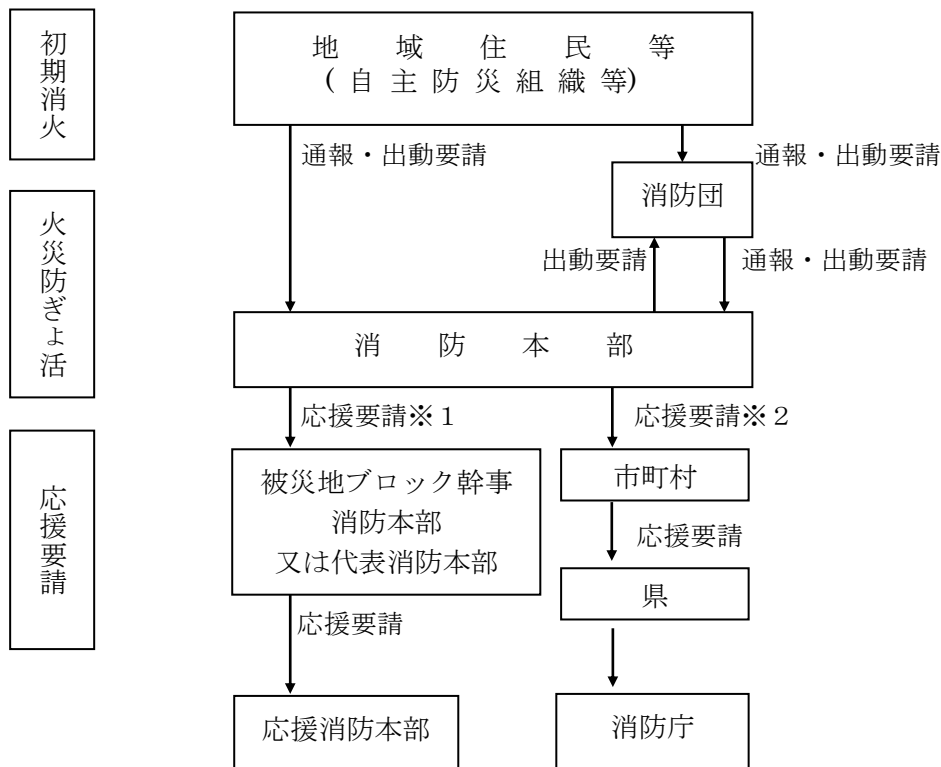 初期消火
地域住民等
(自主防災組織等)
通報・出動要請
通報・出動要請
消防団
火災防ぎょ活
出動要請
通報・出動要請
消防本部
応援要請※１
応援要請※２
応援要請
被災地ブロック幹事
消防本部
又は代表消防本部
市町村
応援要請
県
応援要請
応援消防本部
消防庁